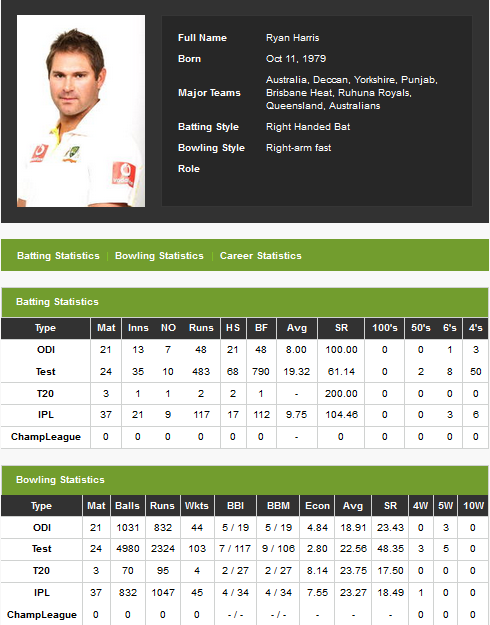 Full Name Ryan Harris
Born Oct 11, 1979
Major Teams Australia, Deccan, Yorkshire, Punjab,
Brisbane Heat, Ruhuna Royals,
Queensland, Australians
Batting Style Right Handed Bat
Bowling Style Right-arm fast
Role
Batting Statistics | Bowling Statistics | Career Statistics
Batting Statistics
Type Mat Inns NO Runs HS BF Avg SR 100's 50's 6's 4's
ODI 21 13 7 48 21 48 8.00 100.00 0 0 1 3
Test 24 35 10 483 68 790 19.32 61.14 0 2 8 50
T20 3 1 1 2 2 1 - 200.00 0 0 0 0
IPL 37 21 9 117 17 112 9.75 104.46 0 0 3 6
ChampLeague 0 0 0 0 0 0 - 0 0 0 0 0
Bowling Statistics
Type Mat Balls Runs Wkts BBI BBM Econ Avg SR 4W 5W 10W
ODI 21 1031 832 44 5 / 19 5 / 19 4.84 18.91 23.43 0 3 0
Test 24 4980 2324 103 7 / 117 9 / 106 2.80 22.56 48.35 3 5 0
T20 3 70 95 4 2 / 27 2 / 27 8.14 23.75 17.50 0 0 0
IPL 37 832 1047 45 4 / 34 4 / 34 7.55 23.27 18.49 1 0 0
ChampLeague 0 0 0 0 - / - - / - - - - 0 0 0